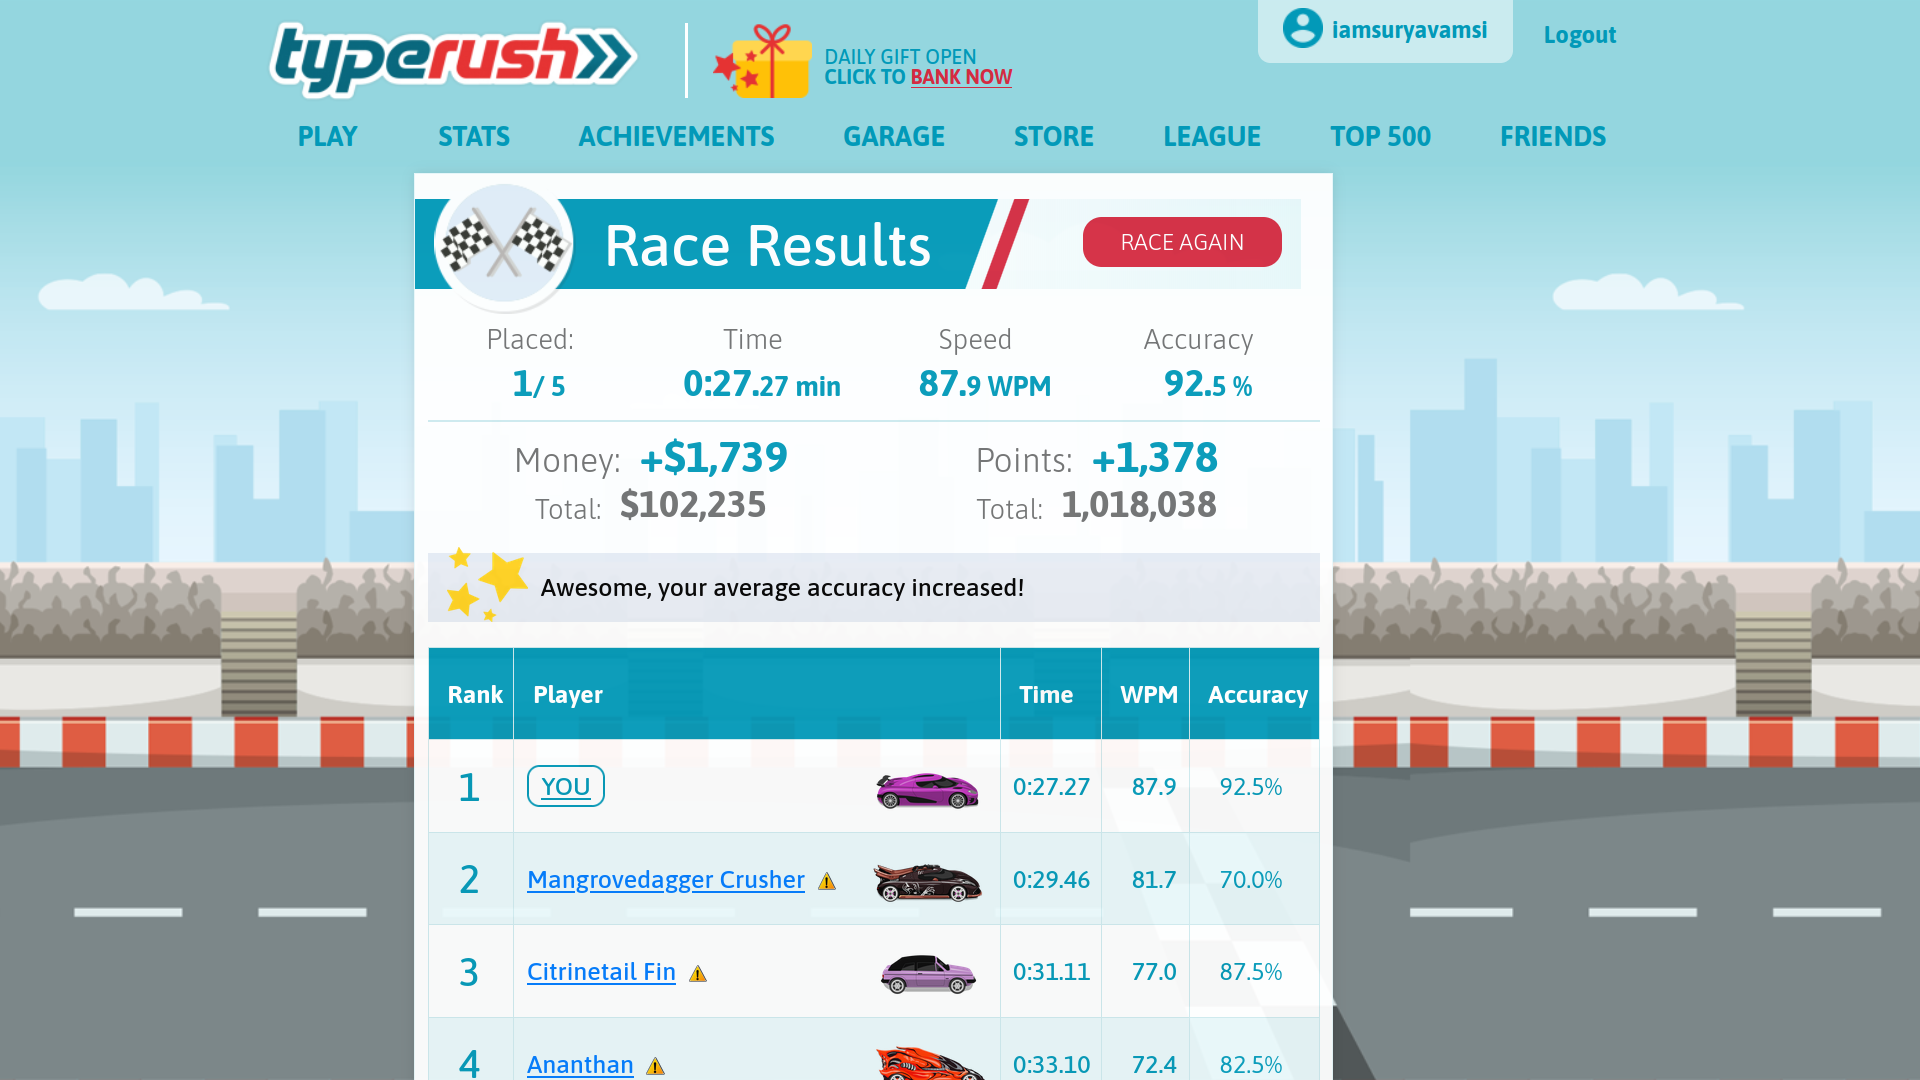 typerush
DAILY GIFT OPEN
CLICK TO BANK NOW
iamsuryavamsi
Logout
PLAY STATS ACHIEVEMENTS GARAGE STORE LEAGUE TOP 500 FRIENDS
Race Results
RACE AGAIN
Placed: Time Speed Accuracy
1/ 5 0:27.27 min 87.9 WPM 92.5 %
Money: +$1,739 Points: +1,378
Total: $102,235 Total: 1,018,038
Awesome, your average accuracy increased!
Rank Player Time WPM Accuracy
1 YOU 0:27.27 87.9 92.5%
2 Mangrovedagger Crusher 0:29.46 81.7 70.0%
3 Citrinetail Fin 0:31.11 77.0 87.5%
4 Ananthan 0:33.10 72.4 82.5%